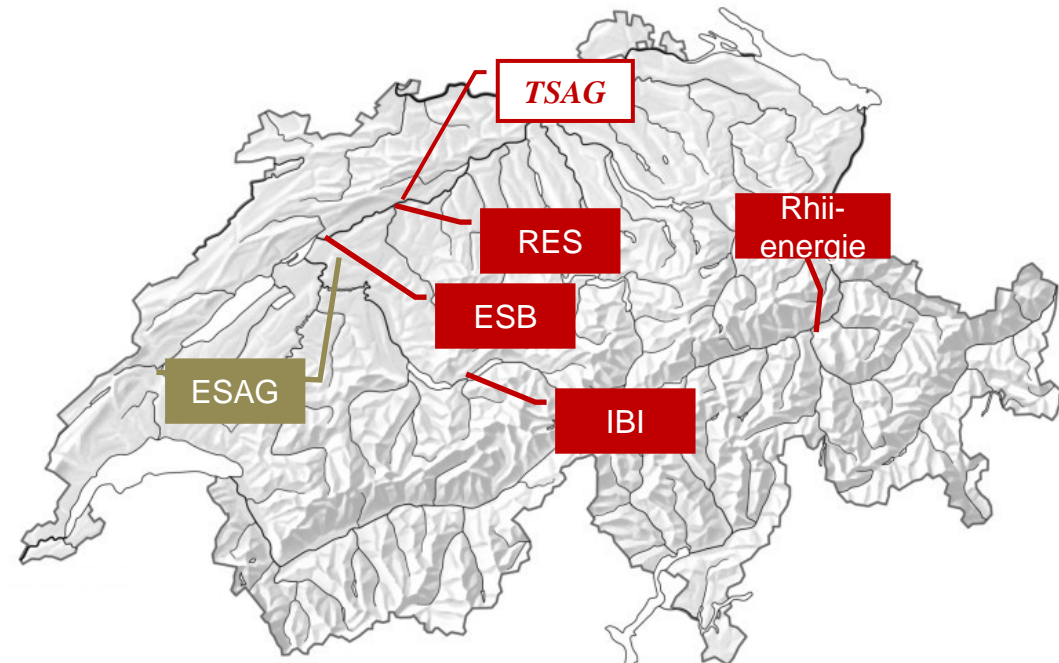 TSAG
Rhii-
energie
RES
ESB
ESAG
IBI